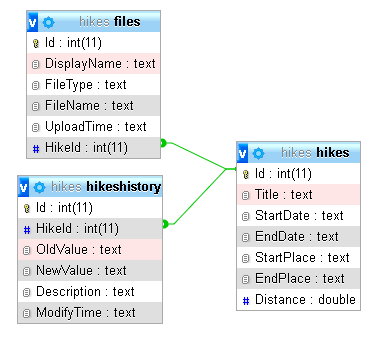 v hikes files
Id : int(11)
DisplayName : text
FileType : text
FileName : text
UploadTime : text
# HikeId : int(11)
v hikes hikeshistory
Id : int(11)
# HikeId : int(11)
OldValue : text
NewValue : text
Description : text
ModifyTime : text
v hikes hikes
Id : int(11)
Title : text
StartDate : text
EndDate : text
StartPlace : text
EndPlace : text
# Distance : double